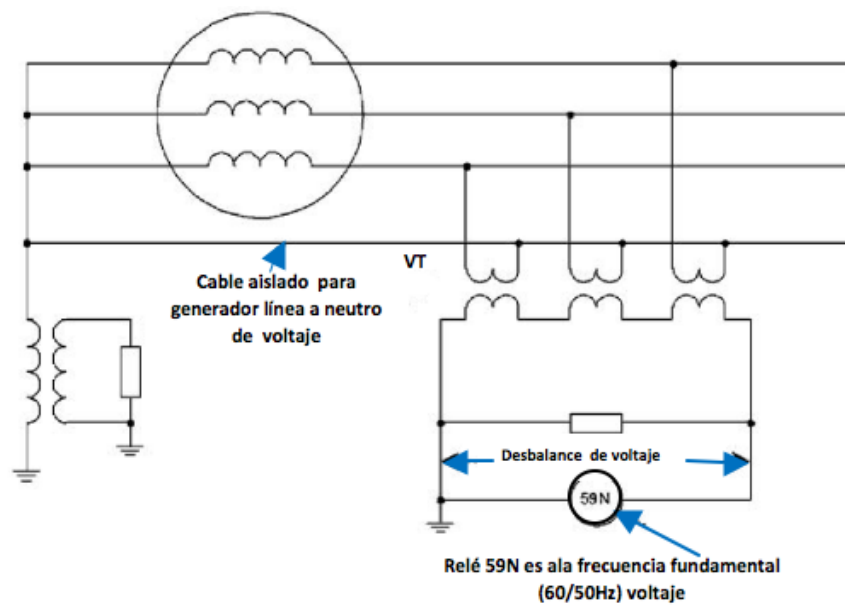 VT
Cable aislado para
generador línea a neutro
de voltaje
Desbalance de voltaje
59N
Relé 59N es ala frecuencia fundamental
(60/50Hz) voltaje